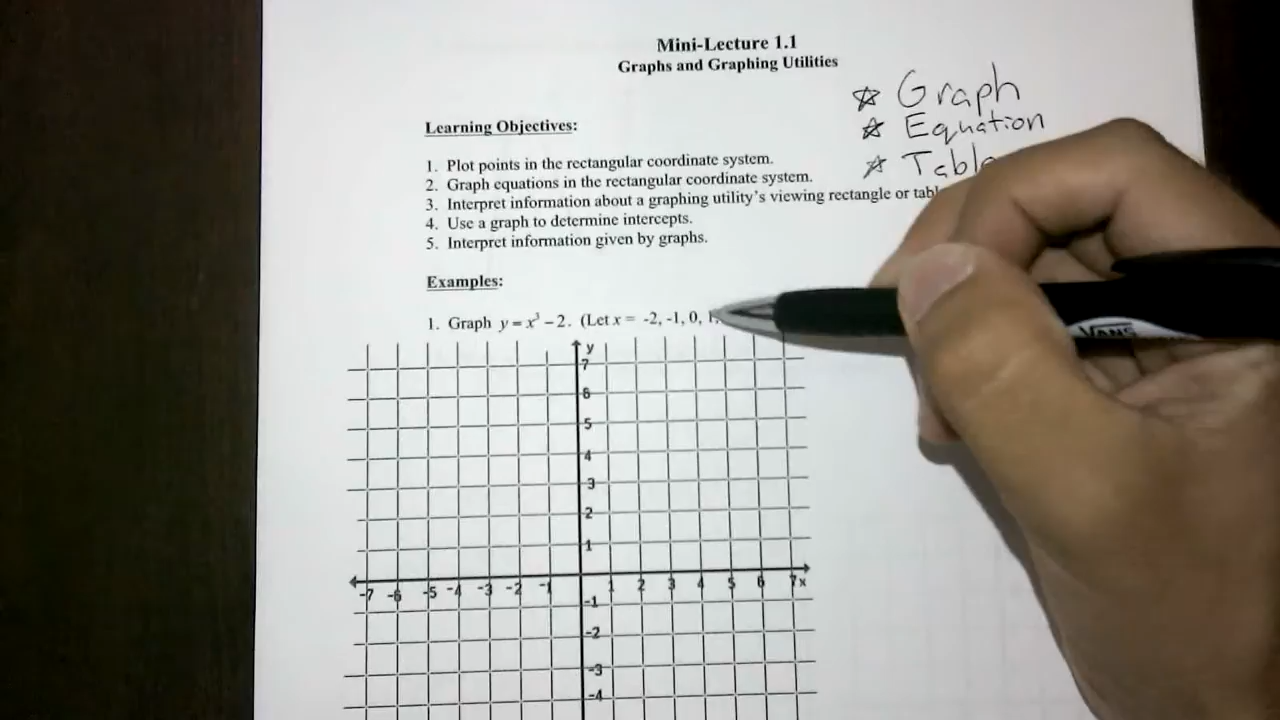 Mini-Lecture 1.1
Graphs and Graphing Utilities
☆ Graph
☆ Equation
☆ Tabl
Learning Objectives:
1. Plot points in the rectangular coordinate system.
2. Graph equations in the rectangular coordinate system.
3. Interpret information about a graphing utility's viewing rectangle or tabl
4. Use a graph to determine intercepts.
5. Interpret information given by graphs.
Examples:
1. Graph y = x³ – 2. (Let x = -2, -1, 0, 1,
VANS
y
7
6
5
4
3
2
1
-7 -6 -5 -4 -3 -2 -1 1 2 3 4 5 6 7 x
-1
-2
-3
-4